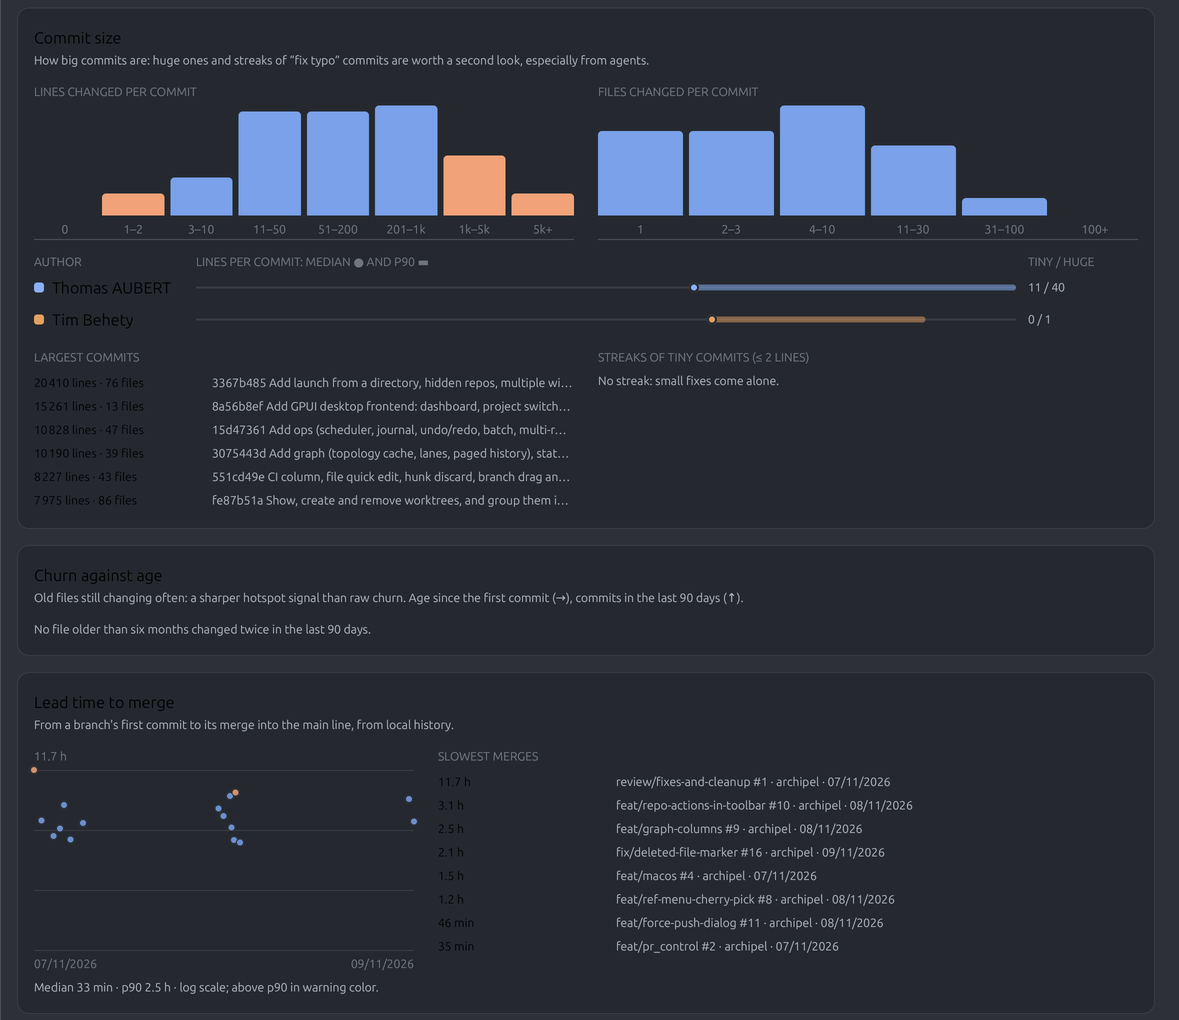 Commit size
How big commits are: huge ones and streaks of “fix typo” commits are worth a second look, especially from agents.
LINES CHANGED PER COMMIT
0 1–2 3–10 11–50 51–200 201–1k 1k–5k 5k+
FILES CHANGED PER COMMIT
1 2–3 4–10 11–30 31–100 100+
AUTHOR LINES PER COMMIT: MEDIAN AND P90 TINY / HUGE
Thomas AUBERT 11 / 40
Tim Behety 0 / 1
LARGEST COMMITS
20 410 lines · 76 files 3367b485 Add launch from a directory, hidden repos, multiple wi…
15 261 lines · 13 files 8a56b8ef Add GPUI desktop frontend: dashboard, project switch…
10 828 lines · 47 files 15d47361 Add ops (scheduler, journal, undo/redo, batch, multi-r…
10 190 lines · 39 files 3075443d Add graph (topology cache, lanes, paged history), stat…
8 227 lines · 43 files 551cd49e CI column, file quick edit, hunk discard, branch drag an…
7 975 lines · 86 files fe87b51a Show, create and remove worktrees, and group them i…
STREAKS OF TINY COMMITS (≤ 2 LINES)
No streak: small fixes come alone.
Churn against age
Old files still changing often: a sharper hotspot signal than raw churn. Age since the first commit (→), commits in the last 90 days (↑).
No file older than six months changed twice in the last 90 days.
Lead time to merge
From a branch's first commit to its merge into the main line, from local history.
11.7 h
07/11/2026 09/11/2026
SLOWEST MERGES
11.7 h review/fixes-and-cleanup #1 · archipel · 07/11/2026
3.1 h feat/repo-actions-in-toolbar #10 · archipel · 08/11/2026
2.5 h feat/graph-columns #9 · archipel · 08/11/2026
2.1 h fix/deleted-file-marker #16 · archipel · 09/11/2026
1.5 h feat/macos #4 · archipel · 07/11/2026
1.2 h feat/ref-menu-cherry-pick #8 · archipel · 08/11/2026
46 min feat/force-push-dialog #11 · archipel · 08/11/2026
35 min feat/pr_control #2 · archipel · 07/11/2026
Median 33 min · p90 2.5 h · log scale; above p90 in warning color.